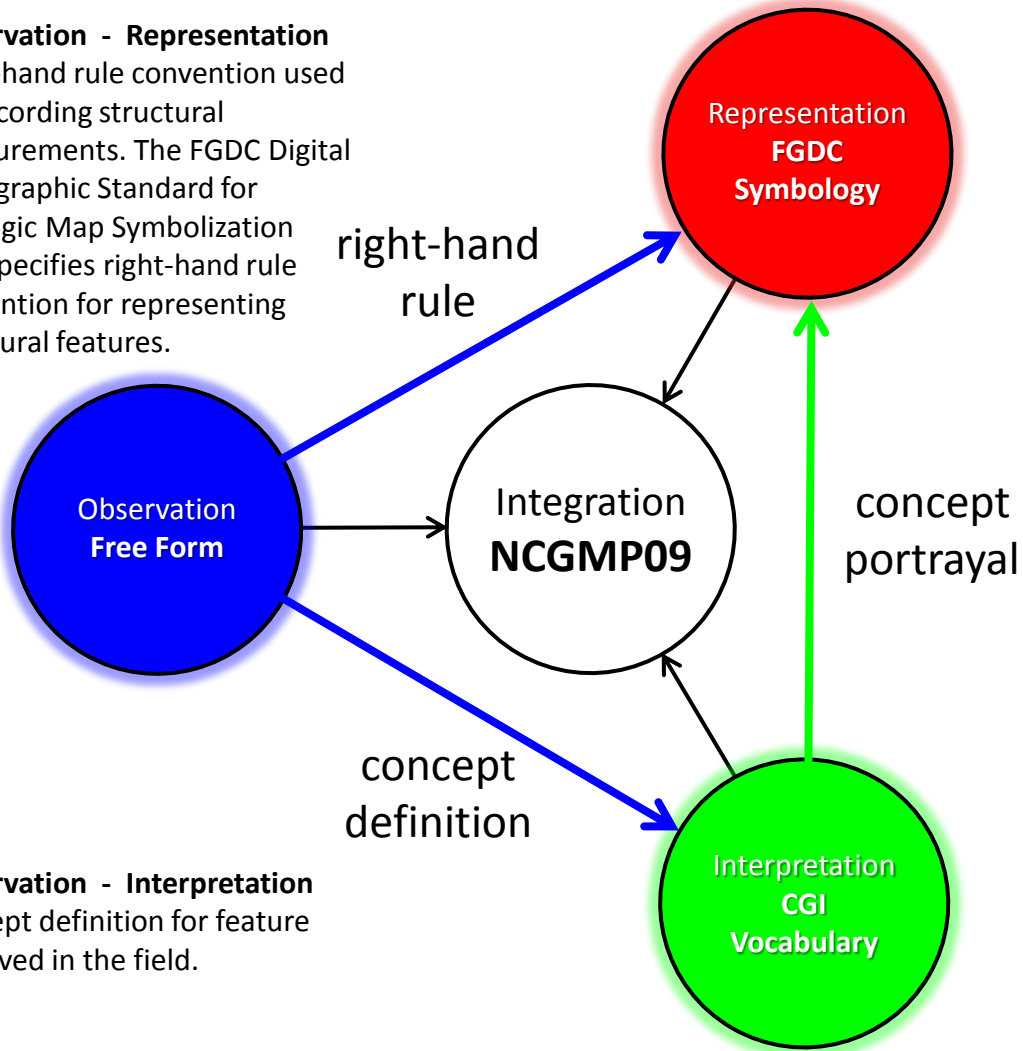 rvation - Representation
-hand rule convention used
cording structural
urements. The FGDC Digital
graphic Standard for
gic Map Symbolization
pecifies right-hand rule
ntion for representing
ural features.
Representation
FGDC
Symbology
right-hand
rule
Observation
Free Form
Integration
NCGMP09
concept
portrayal
concept
definition
rvation - Interpretation
ept definition for feature
ved in the field.
Interpretation
CGI
Vocabulary